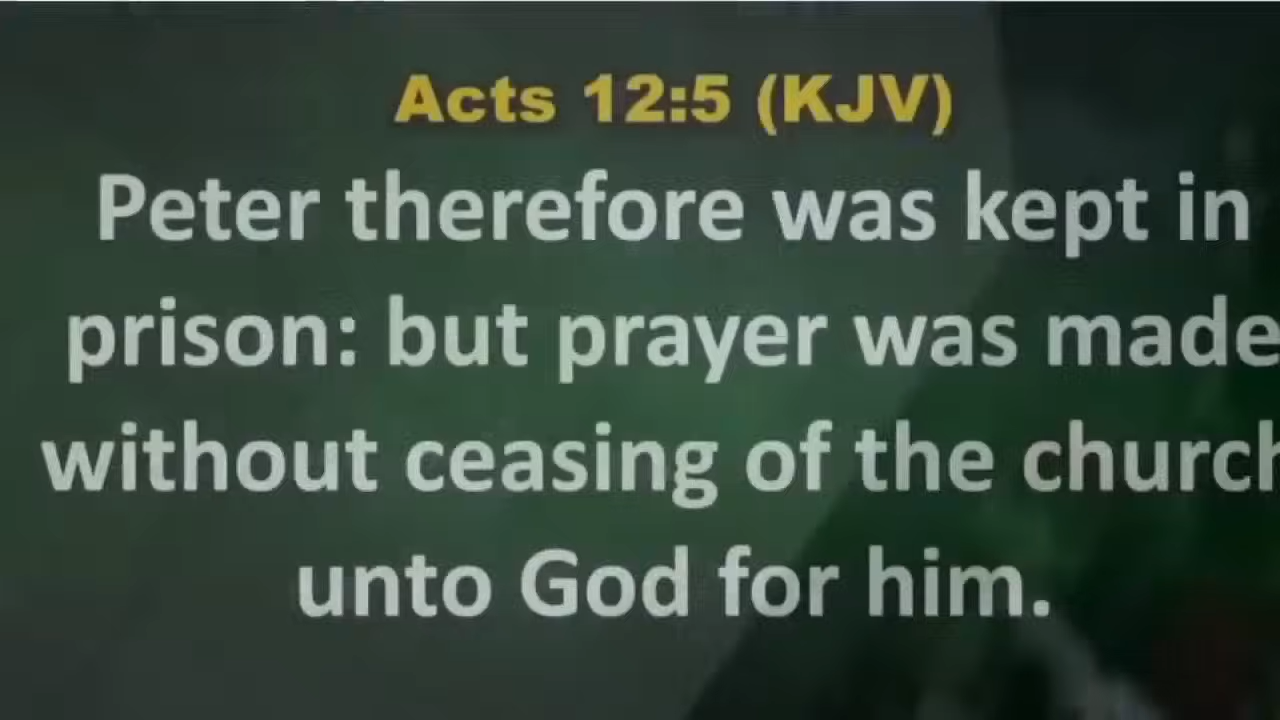 Acts 12:5 (KJV)
Peter therefore was kept in
prison: but prayer was made
without ceasing of the church
unto God for him.